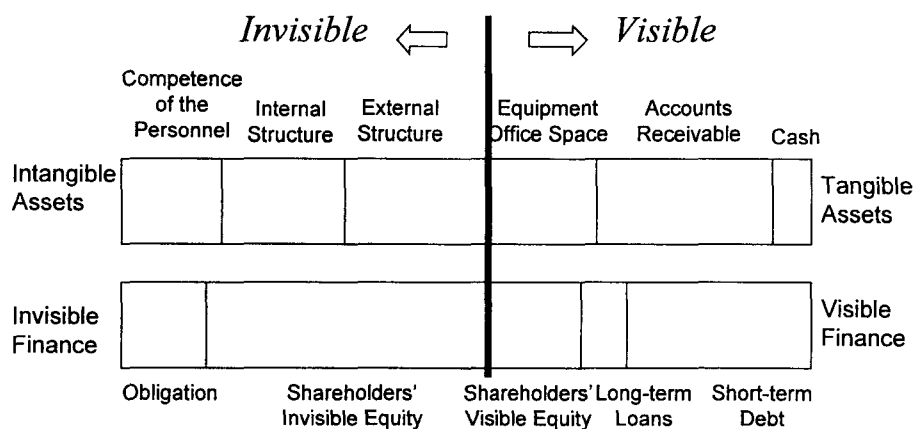 Invisible
Visible
Competence
of the
Personnel
Internal
Structure
External
Structure
Equipment
Office Space
Accounts
Receivable
Cash
Intangible
Assets
Tangible
Assets
Invisible
Finance
Visible
Finance
Obligation
Shareholders'
Invisible Equity
Shareholders'
Visible Equity
Long-term
Loans
Short-term
Debt